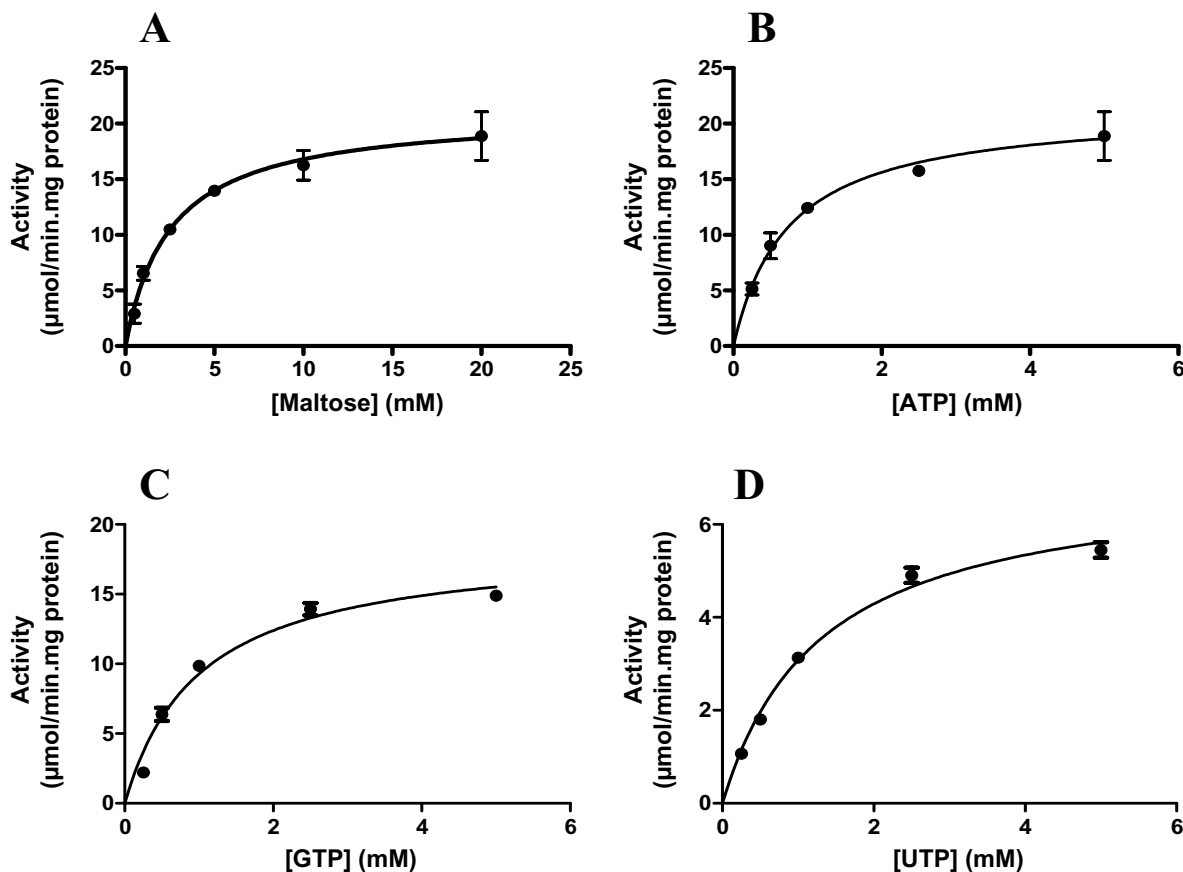 A
25
20
15
10
5
0
0 5 10 15 20 25
Activity
(µmol/min.mg protein)
[Maltose] (mM)
B
25
20
15
10
5
0
0 2 4 6
Activity
(µmol/min.mg protein)
[ATP] (mM)
C
20
15
10
5
0
0 2 4 6
Activity
(µmol/min.mg protein)
[GTP] (mM)
D
6
4
2
0
0 2 4 6
Activity
(µmol/min.mg protein)
[UTP] (mM)